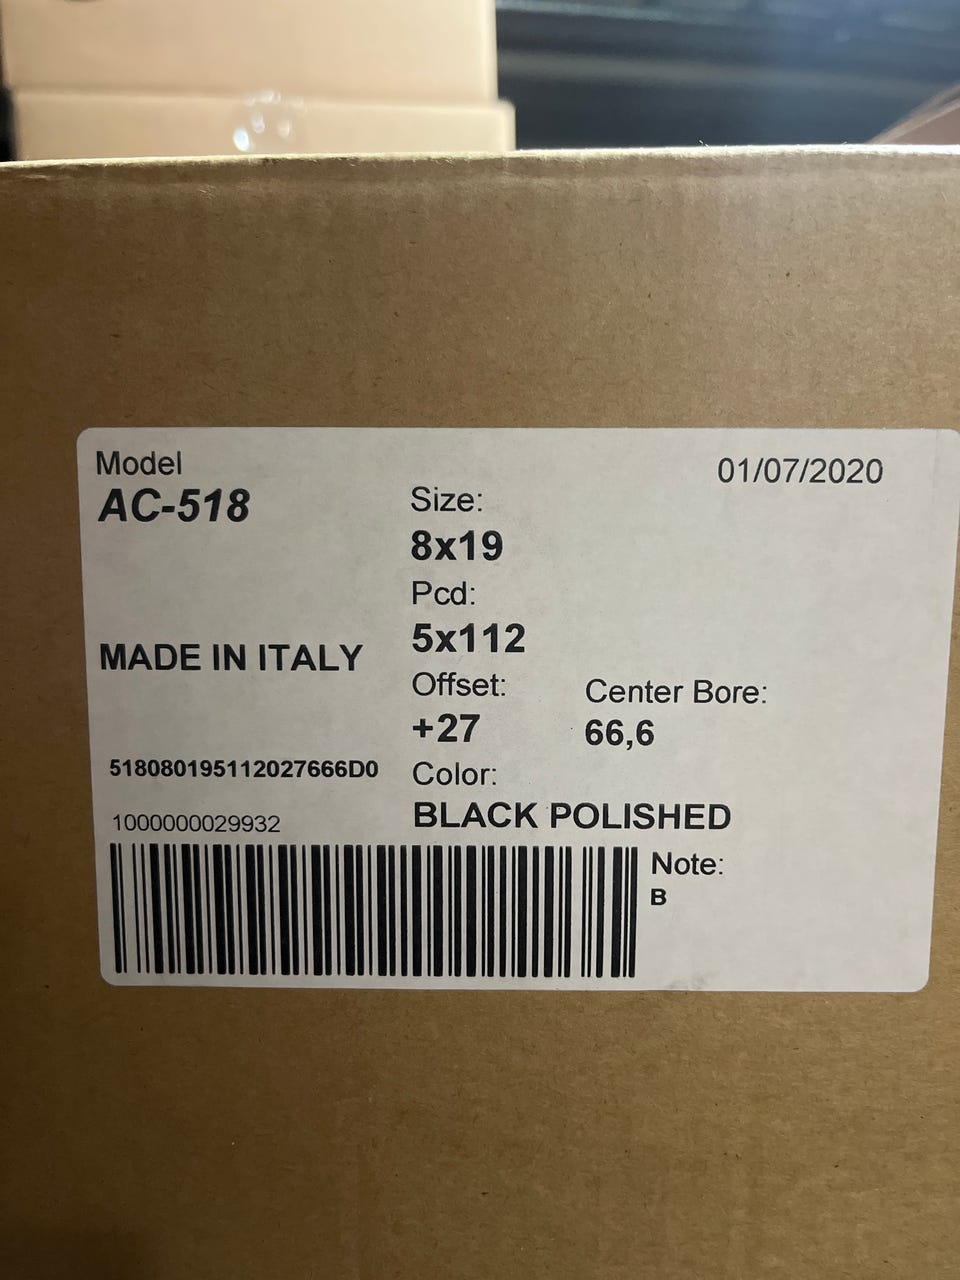 Model
AC-518
01/07/2020
Size:
8x19
Pcd:
5x112
MADE IN ITALY
Offset:
+27
Center Bore:
66,6
518080195112027666D0
Color:
BLACK POLISHED
1000000029932
Note:
B